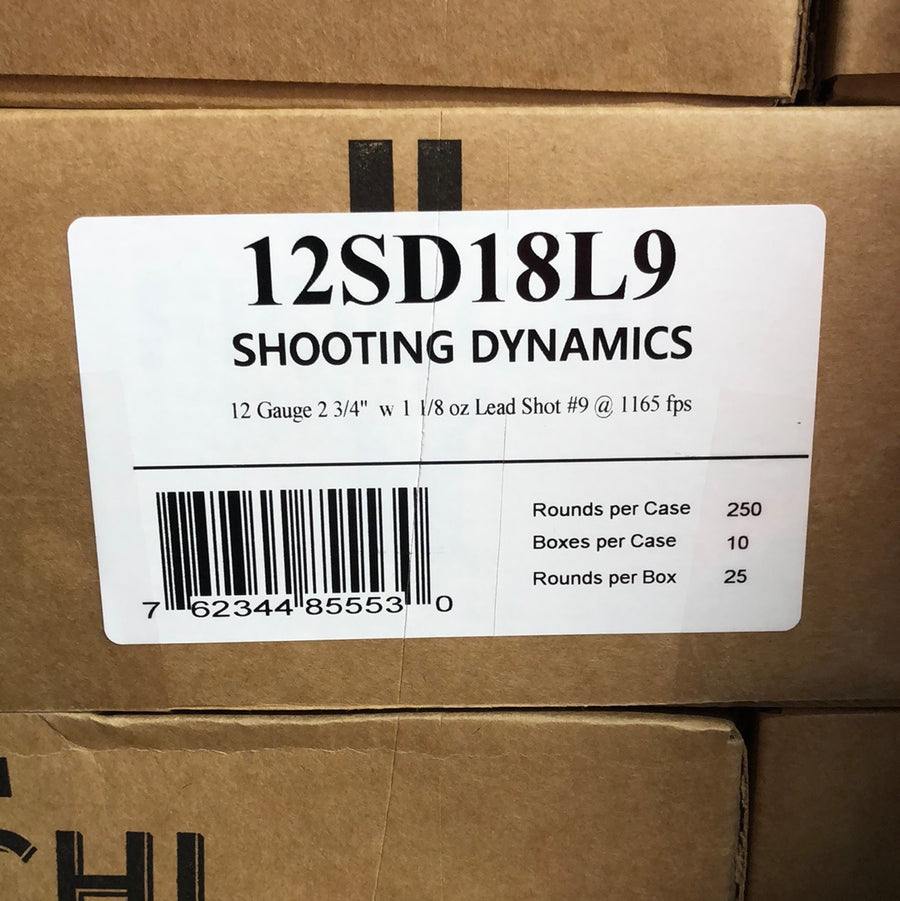 12SD18L9
SHOOTING DYNAMICS
12 Gauge 2 3/4" w 1 1/8 oz Lead Shot #9 @ 1165 fps
Rounds per Case 250
Boxes per Case 10
Rounds per Box 25
7 62344 85553 0
CHI